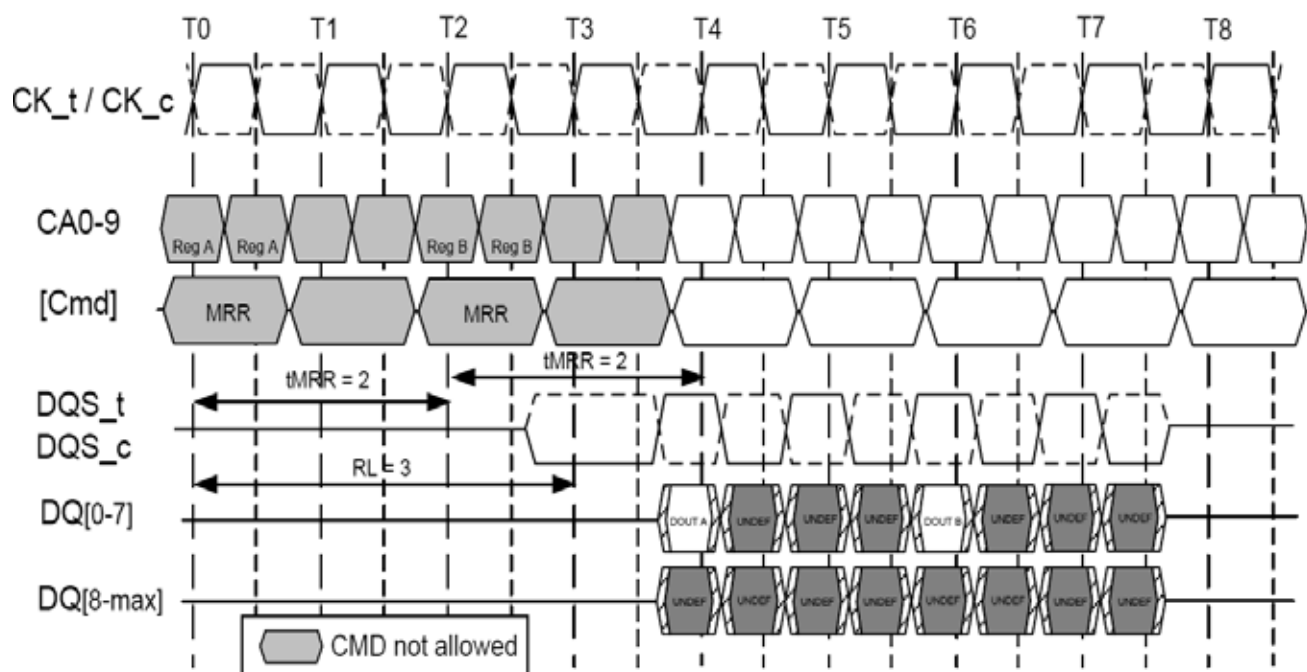 T0 T1 T2 T3 T4 T5 T6 T7 T8
CK_t / CK_c
CA0-9
Reg A Reg A Reg B Reg B
[Cmd]
MRR MRR
tMRR = 2 tMRR = 2
DQS_t
DQS_c
RL = 3
DQ[0-7]
DOUT A UNDEF UNDEF UNDEF DOUT B UNDEF UNDEF UNDEF
DQ[8-max]
UNDEF UNDEF UNDEF UNDEF UNDEF UNDEF UNDEF UNDEF
CMD not allowed